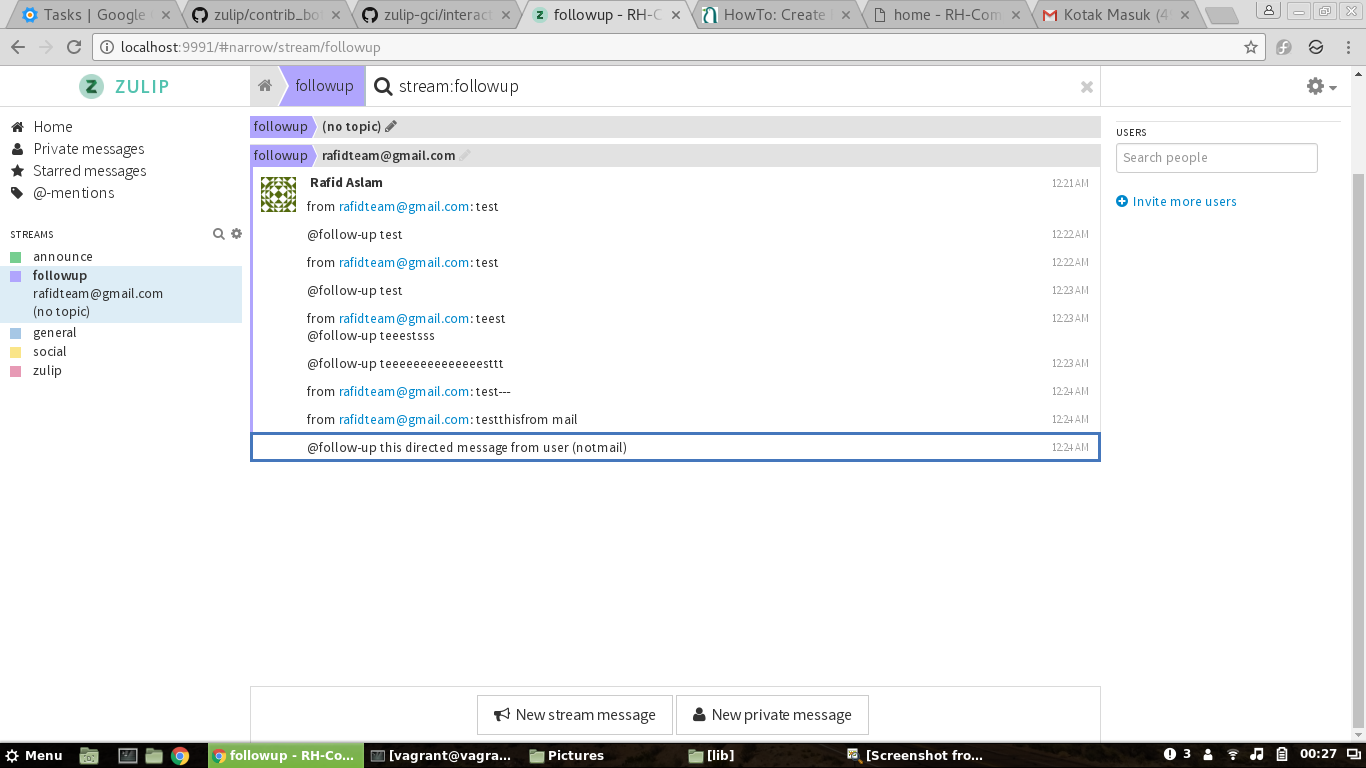 Tasks | Google
zulip/contrib_bo
zulip-gci/interac
followup - RH-C
HowTo: Create
home - RH-Com
Kotak Masuk (4
localhost:9991/#narrow/stream/followup
ZULIP
followup
stream:followup
Home
Private messages
Starred messages
@-mentions
STREAMS
announce
followup
rafidteam@gmail.com
(no topic)
general
social
zulip
followup (no topic)
followup rafidteam@gmail.com
Rafid Aslam 12:21 AM
from rafidteam@gmail.com: test
@follow-up test 12:22 AM
from rafidteam@gmail.com: test 12:22 AM
@follow-up test 12:23 AM
from rafidteam@gmail.com: teest 12:23 AM
@follow-up teeestsss
@follow-up teeeeeeeeeeeeeesttt 12:23 AM
from rafidteam@gmail.com: test--- 12:24 AM
from rafidteam@gmail.com: testthisfrom mail 12:24 AM
@follow-up this directed message from user (notmail) 12:24 AM
USERS
Search people
Invite more users
New stream message
New private message
Menu
followup - RH-Co...
[vagrant@vagra...
Pictures
[lib]
[Screenshot fro...
3
00:27